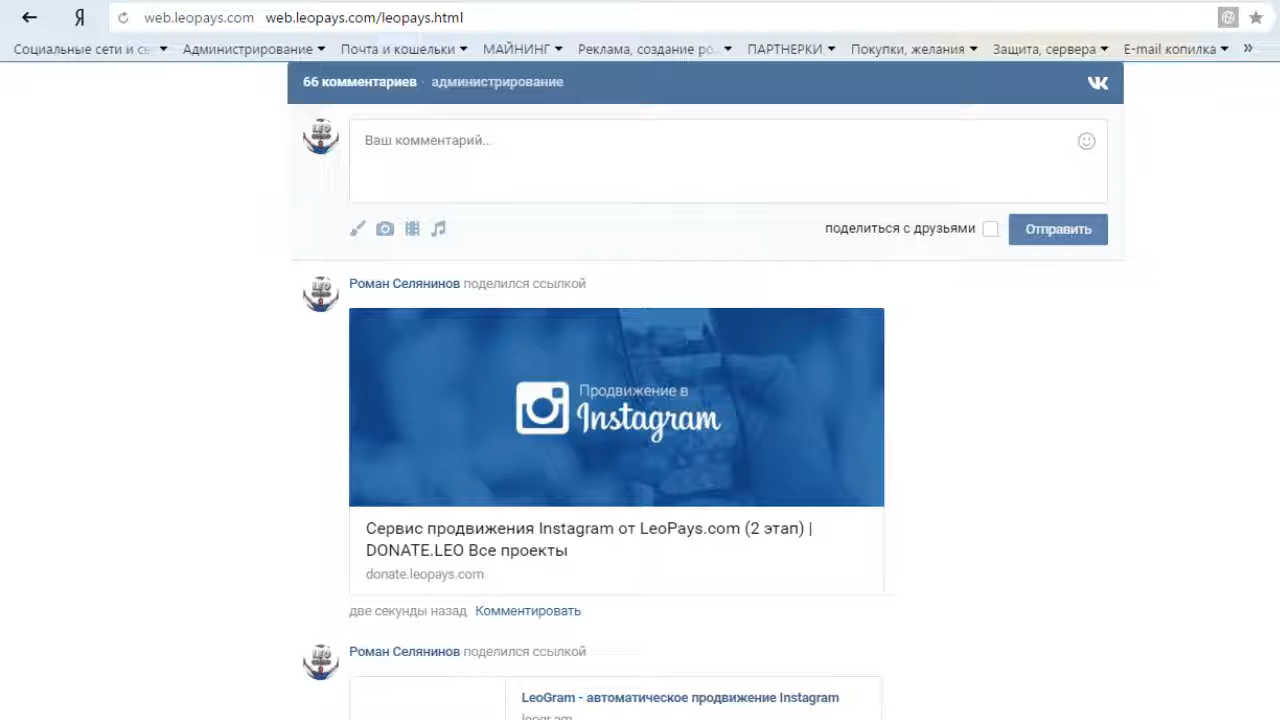 Я web.leopays.com web.leopays.com/leopays.html
Социальные сети и се Администрирование Почта и кошельки МАЙНИНГ Реклама, создание ро ПАРТНЕРКИ Покупки, желания Защита, сервера E-mail копилка »
66 комментариев · администрирование
Ваш комментарий...
поделиться с друзьями Отправить
Роман Селянинов поделился ссылкой
Продвижение в
Instagram
Сервис продвижения Instagram от LeoPays.com (2 этап) |
DONATE.LEO Все проекты
donate.leopays.com
две секунды назад Комментировать
Роман Селянинов поделился ссылкой
LeoGram - автоматическое продвижение Instagram